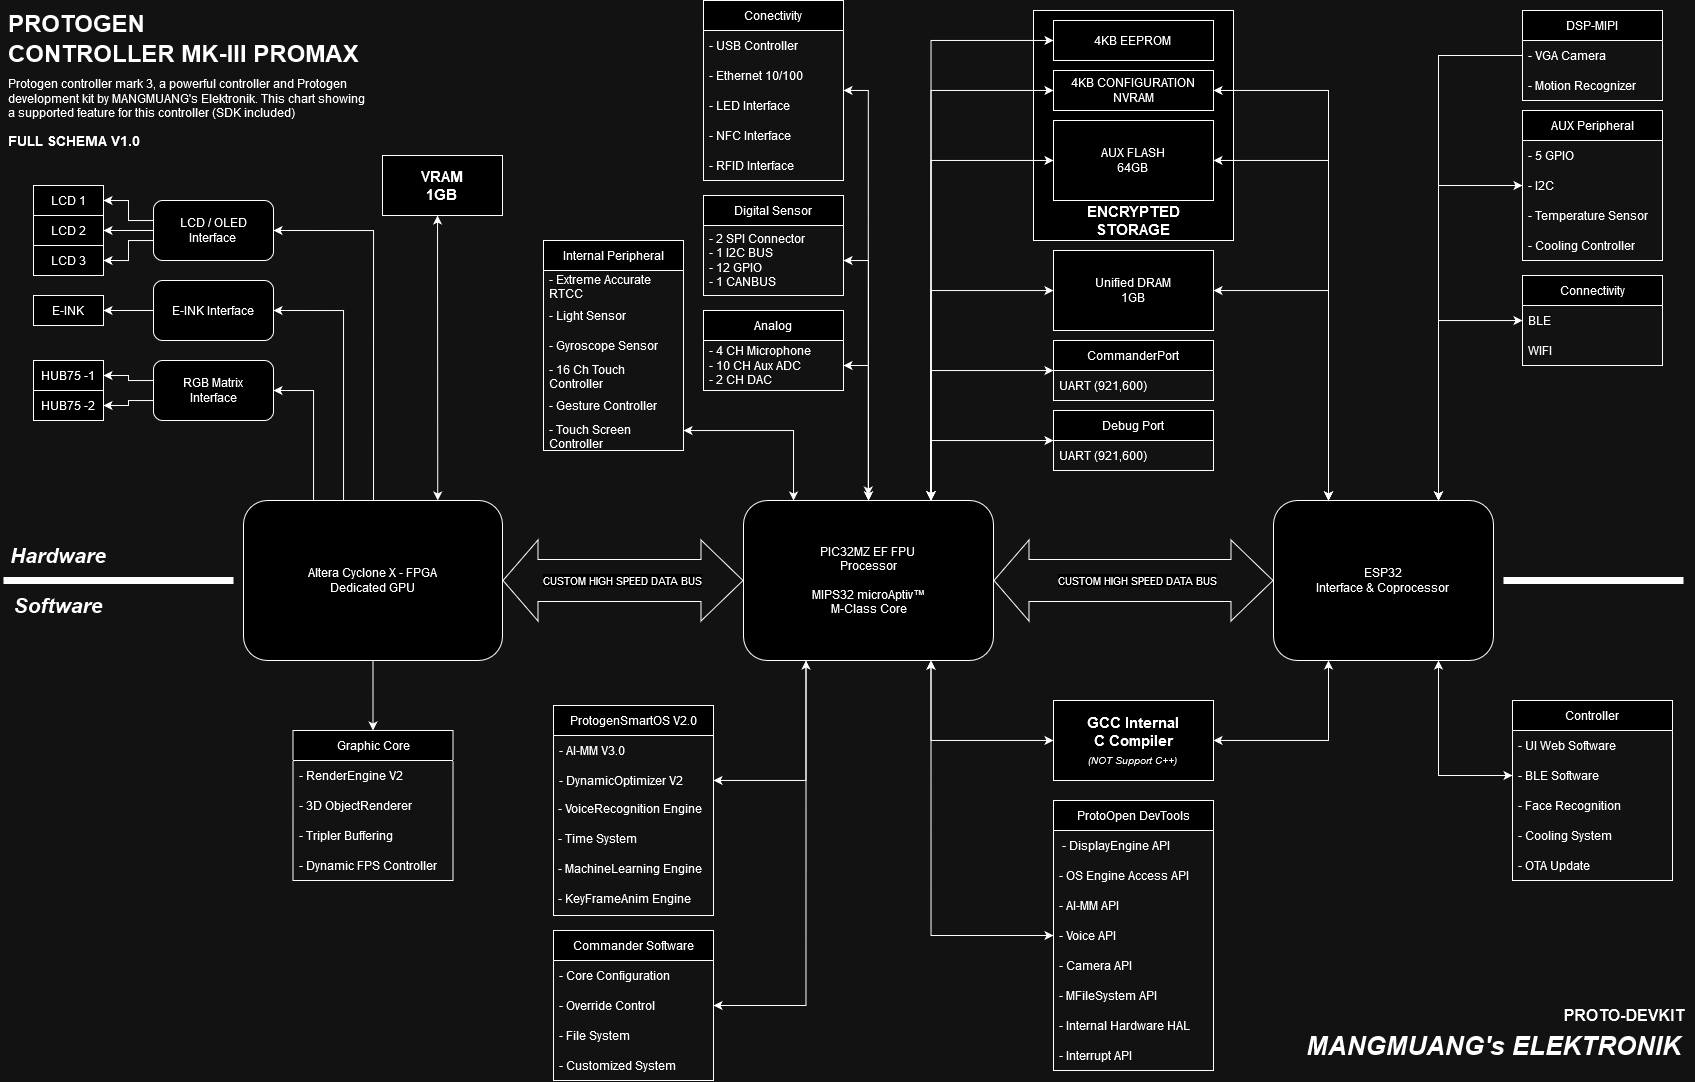 PROTOGEN
CONTROLLER MK-III PROMAX
Protogen controller mark 3, a powerful controller and Protogen
development kit by MANGMUANG's Elektronik. This chart showing
a supported feature for this controller (SDK included)
FULL SCHEMA V1.0
LCD 1
LCD 2
LCD 3
LCD / OLED
Interface
E-INK
E-INK Interface
HUB75 -1
HUB75 -2
RGB Matrix
Interface
VRAM
1GB
Internal Peripheral
- Extreme Accurate
RTCC
- Light Sensor
- Gyroscope Sensor
- 16 Ch Touch
Controller
- Gesture Controller
- Touch Screen
Controller
Conectivity
- USB Controller
- Ethernet 10/100
- LED Interface
- NFC Interface
- RFID Interface
Digital Sensor
- 2 SPI Connector
- 1 I2C BUS
- 12 GPIO
- 1 CANBUS
Analog
- 4 CH Microphone
- 10 CH Aux ADC
- 2 CH DAC
4KB EEPROM
4KB CONFIGURATION
NVRAM
AUX FLASH
64GB
ENCRYPTED
STORAGE
Unified DRAM
1GB
CommanderPort
UART (921,600)
Debug Port
UART (921,600)
DSP-MIPI
- VGA Camera
- Motion Recognizer
AUX Peripheral
- 5 GPIO
- I2C
- Temperature Sensor
- Cooling Controller
Connectivity
BLE
WIFI
Hardware
Software
Altera Cyclone X - FPGA
Dedicated GPU
CUSTOM HIGH SPEED DATA BUS
PIC32MZ EF FPU
Processor
MIPS32 microAptiv™
M-Class Core
CUSTOM HIGH SPEED DATA BUS
ESP32
Interface & Coprocessor
Graphic Core
- RenderEngine V2
- 3D ObjectRenderer
- Tripler Buffering
- Dynamic FPS Controller
ProtogenSmartOS V2.0
- AI-MM V3.0
- DynamicOptimizer V2
- VoiceRecognition Engine
- Time System
- MachineLearning Engine
- KeyFrameAnim Engine
Commander Software
- Core Configuration
- Override Control
- File System
- Customized System
GCC Internal
C Compiler
(NOT Support C++)
ProtoOpen DevTools
- DisplayEngine API
- OS Engine Access API
- AI-MM API
- Voice API
- Camera API
- MFileSystem API
- Internal Hardware HAL
- Interrupt API
Controller
- UI Web Software
- BLE Software
- Face Recognition
- Cooling System
- OTA Update
PROTO-DEVKIT
MANGMUANG's ELEKTRONIK